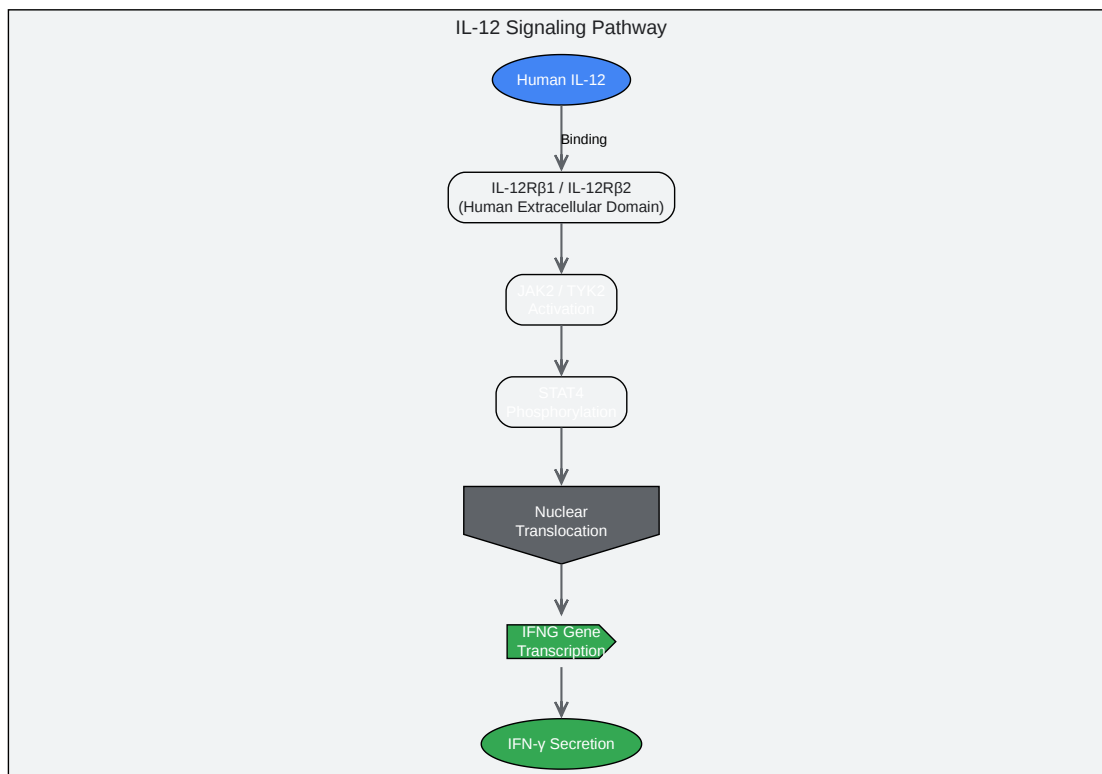 IL-12 Signaling Pathway
Human IL-12
Binding
IL-12Rβ1 / IL-12Rβ2
(Human Extracellular Domain)
JAK2 / TYK2
Activation
STAT4
Phosphorylation
Nuclear
Translocation
IFNG Gene
Transcription
IFN-γ Secretion